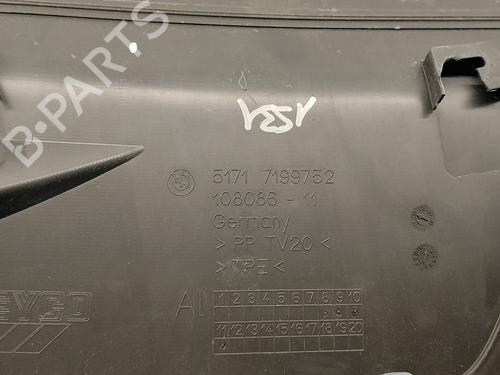 B-PARTS
5171 7199752
108086 - 11
Germany
> PP TV20 <
> TPE <
1 2 3 4 5 6 7 8 9 10
11 12 13 14 15 16 17 18 19 20